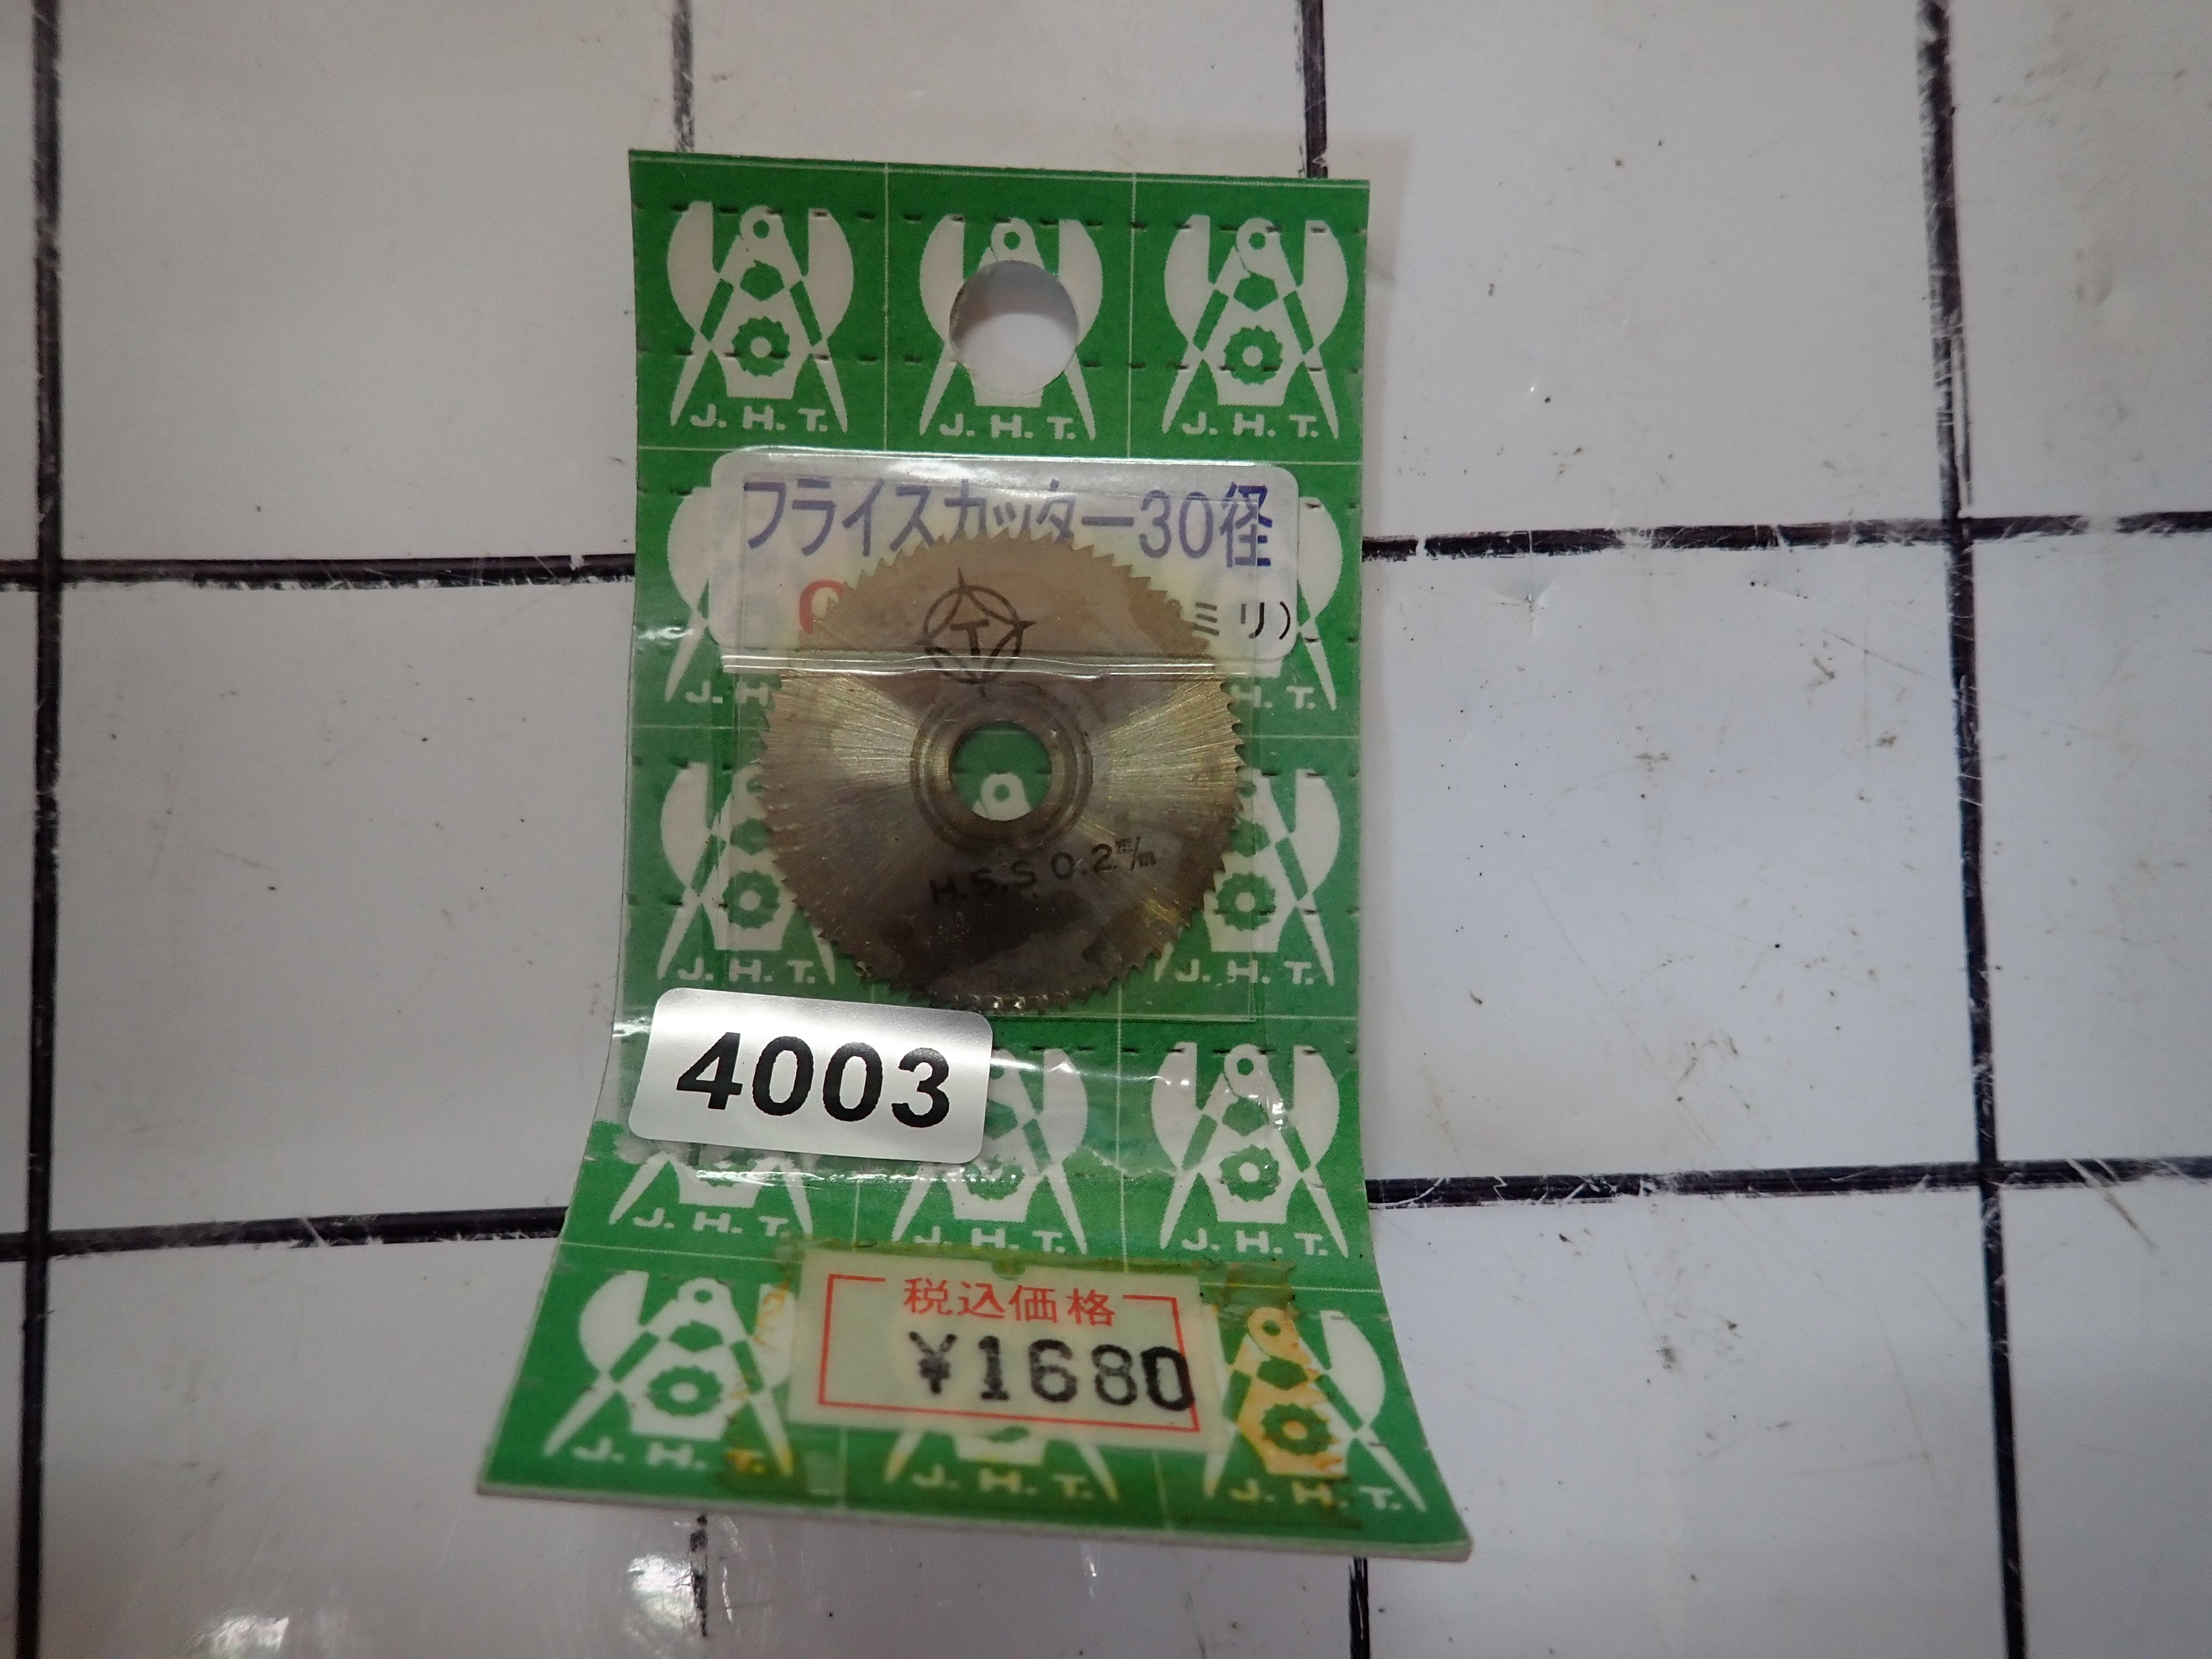 J. H. T. J. H. T. J. H. T.
フライスカッター30径
ミリ)
T
J. H H. T.
H.S.S 0.2m/m
J. H. T. J. H. T.
4003
J. H. T. J. H. T. J. H. T.
税込価格
¥1680
J. H. T. J. H. T. J. H. T.